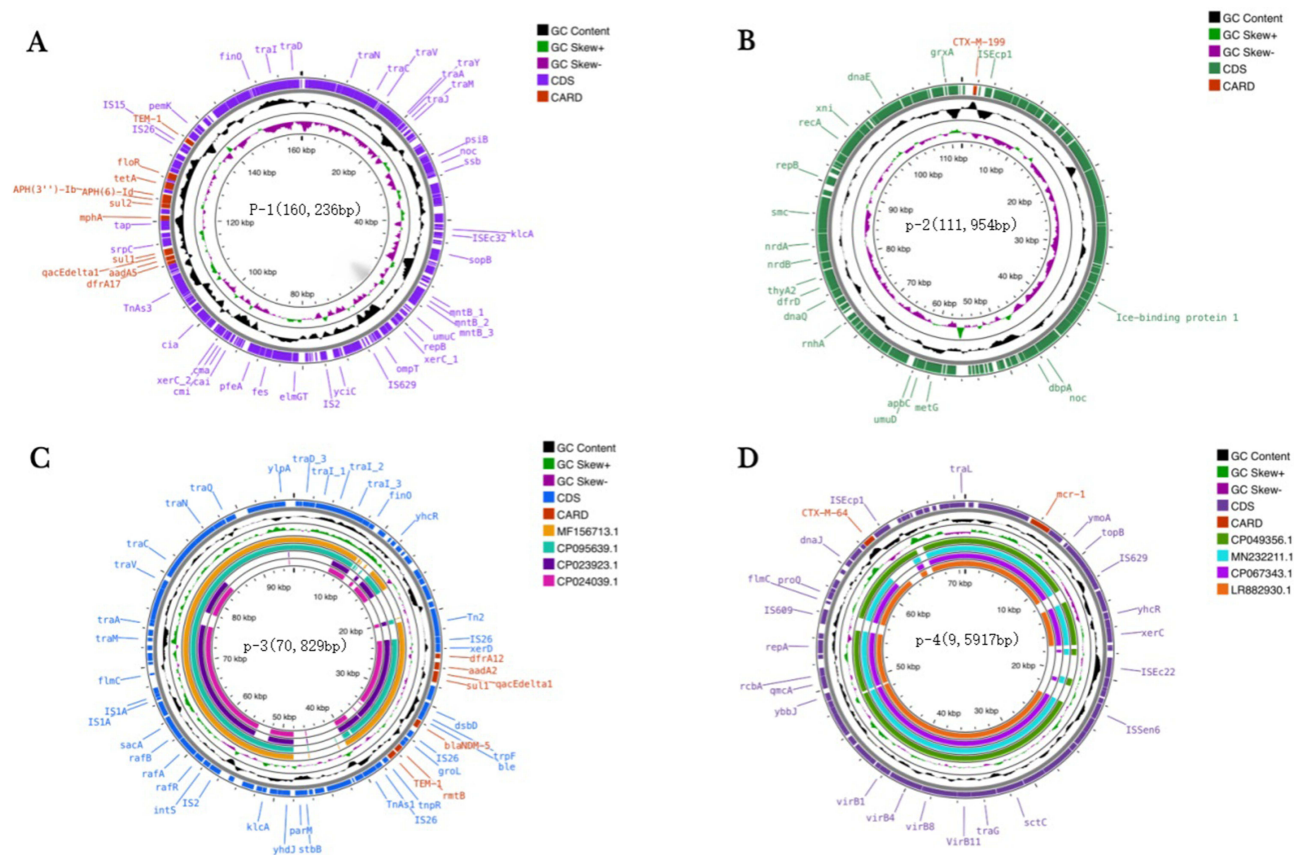 A
GC Content
GC Skew+
GC Skew-
CDS
CARD
finO
traI
traD
traN
traC
traV
traY
traA
traM
traJ
psiB
noc
ssb
klcA
ISEc32
sopB
mntB_1
mntB_2
mntB_3
umuC
repB
xerC_1
ompT
IS629
yciC
IS2
elmGT
fes
pfeA
cma
cai
xerC_2
cmi
cia
TnAs3
dfrA17
qacEdelta1
aadA5
sul1
srpC
tap
mphA
sul2
APH(3'')-Ib
APH(6)-Id
tetA
floR
IS26
TEM-1
IS15
pemK
160 kbp
20 kbp
40 kbp
80 kbp
100 kbp
120 kbp
140 kbp
P-1(160,236bp)
B
GC Content
GC Skew+
GC Skew-
CDS
CARD
CTX-M-199
grxA
ISEcp1
dnaE
xni
recA
repB
smc
nrdA
nrdB
thyA2
dfrD
dnaQ
rnhA
apbC
umuD
metG
dbpA
noc
Ice-binding protein 1
110 kbp
10 kbp
20 kbp
30 kbp
40 kbp
50 kbp
60 kbp
70 kbp
80 kbp
90 kbp
p-2(111,954bp)
C
GC Content
GC Skew+
GC Skew-
CDS
CARD
MF156713.1
CP095639.1
CP023923.1
CP024039.1
ylpA
traD_3
traI_1
traI_2
traI_3
finO
yhcR
Tn2
IS26
xerD
dfrA12
aadA2
qacEdelta1
sul1
dsbD
blaNDM-5
trpF
ble
IS26
groL
TEM-1
rmtB
tnpR
TnAs1
IS26
parM
stbB
yhdJ
klcA
IS2
intS
rafR
rafA
rafB
sacA
IS1A
IS1A
flmC
traM
traA
traV
traC
traN
traQ
90 kbp
10 kbp
20 kbp
30 kbp
40 kbp
50 kbp
60 kbp
70 kbp
80 kbp
p-3(70,829bp)
D
GC Content
GC Skew+
GC Skew-
CDS
CARD
CP049356.1
MN232211.1
CP067343.1
LR882930.1
traL
mcr-1
ymoA
topB
IS629
yhcR
xerC
ISEc22
ISSen6
sctC
traG
VirB11
virB8
virB4
virB1
ybbJ
qmcA
rcbA
repA
IS609
flmC
proQ
dnaJ
CTX-M-64
ISEcp1
70 kbp
10 kbp
20 kbp
30 kbp
40 kbp
50 kbp
60 kbp
p-4(9,5917bp)